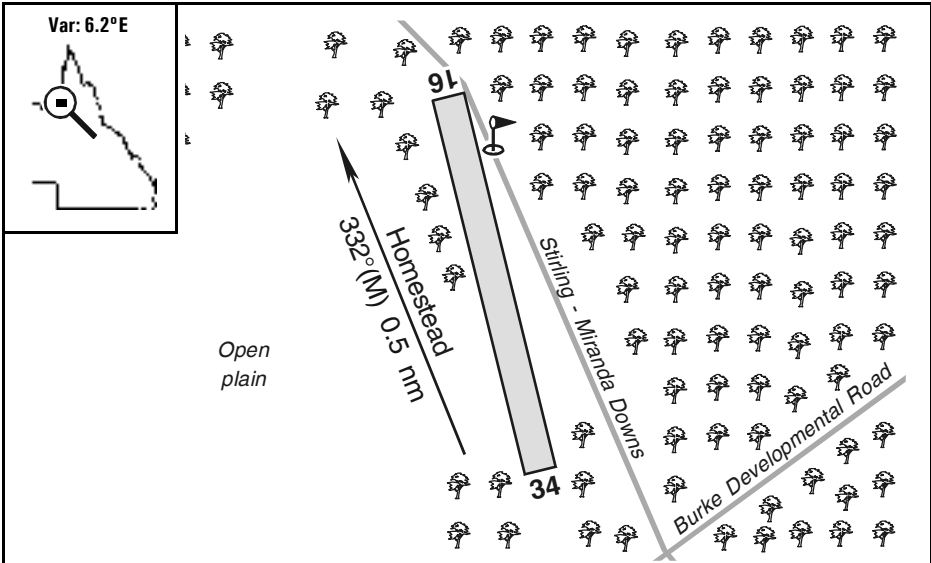 Var: 6.2°E
16
Homestead
332°(M) 0.5 nm
Stirling - Miranda Downs
Open
plain
34
Burke Developmental Road